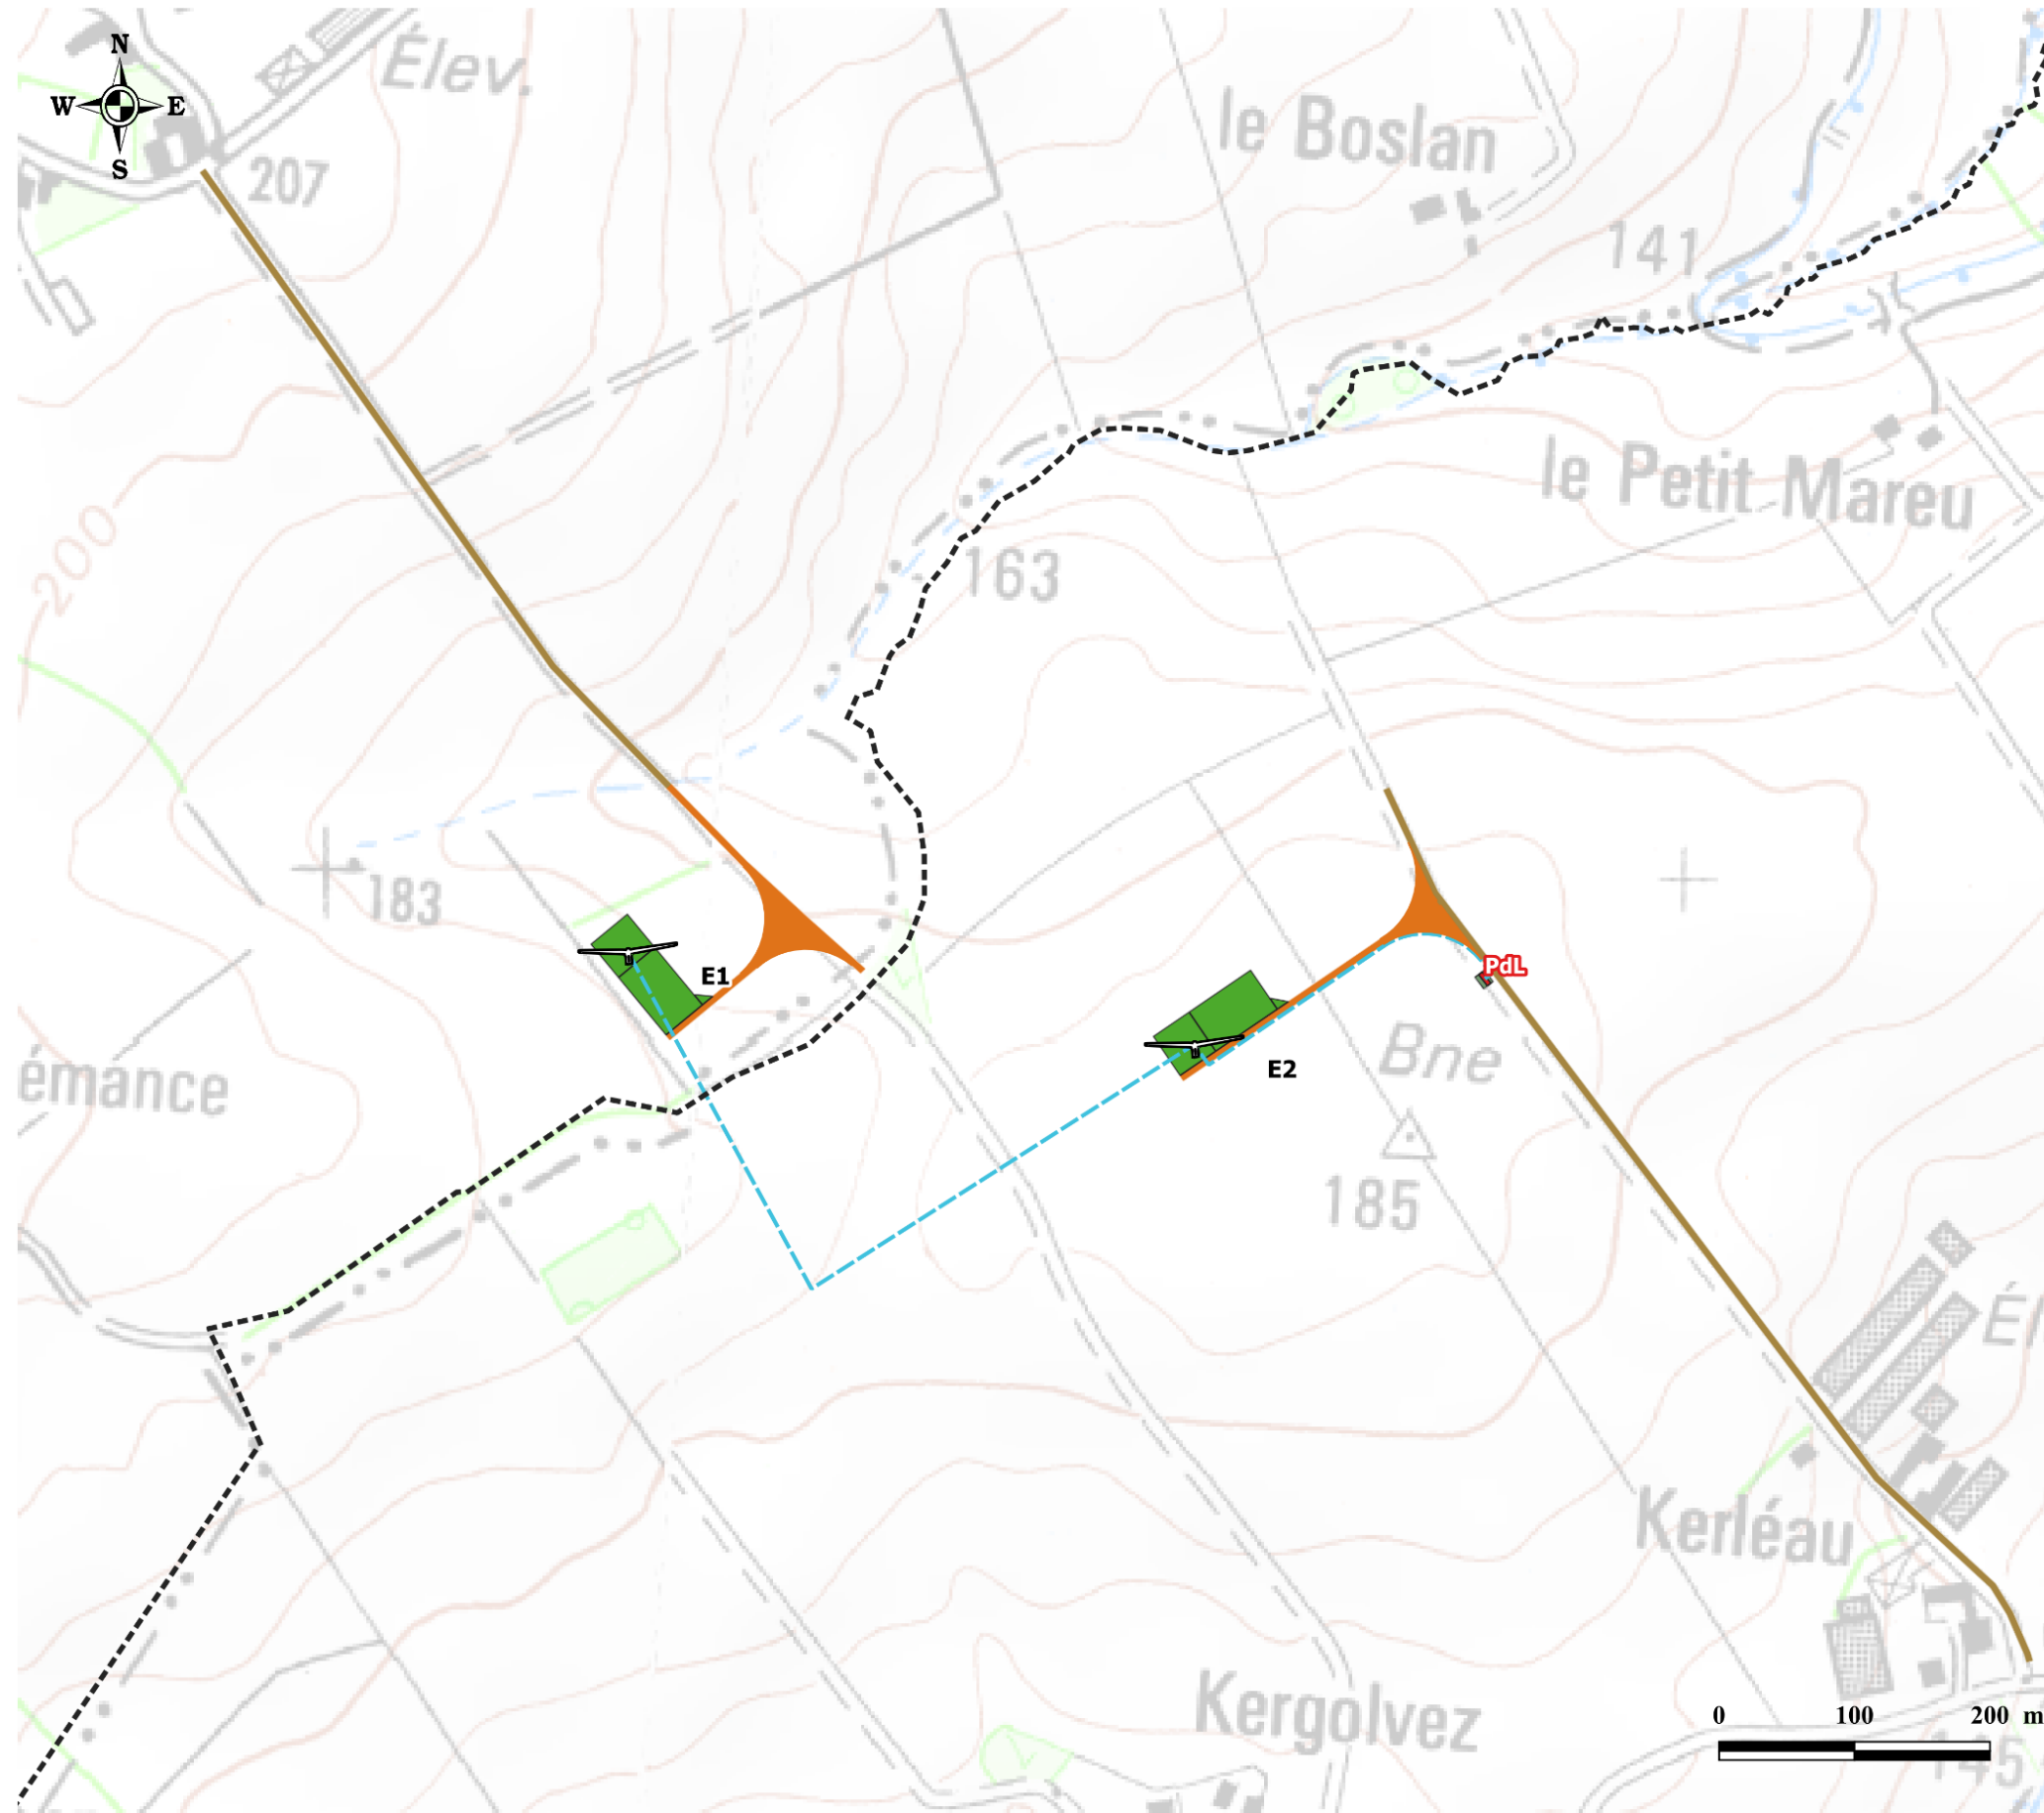 N
W E
S
Élev.
207
le Boslan
141
200
le Petit Mareu
163
183
E1
PdL
E2
Bne
émance
185
Él
Kerléau
Kergolvez
0 100 200 m
145